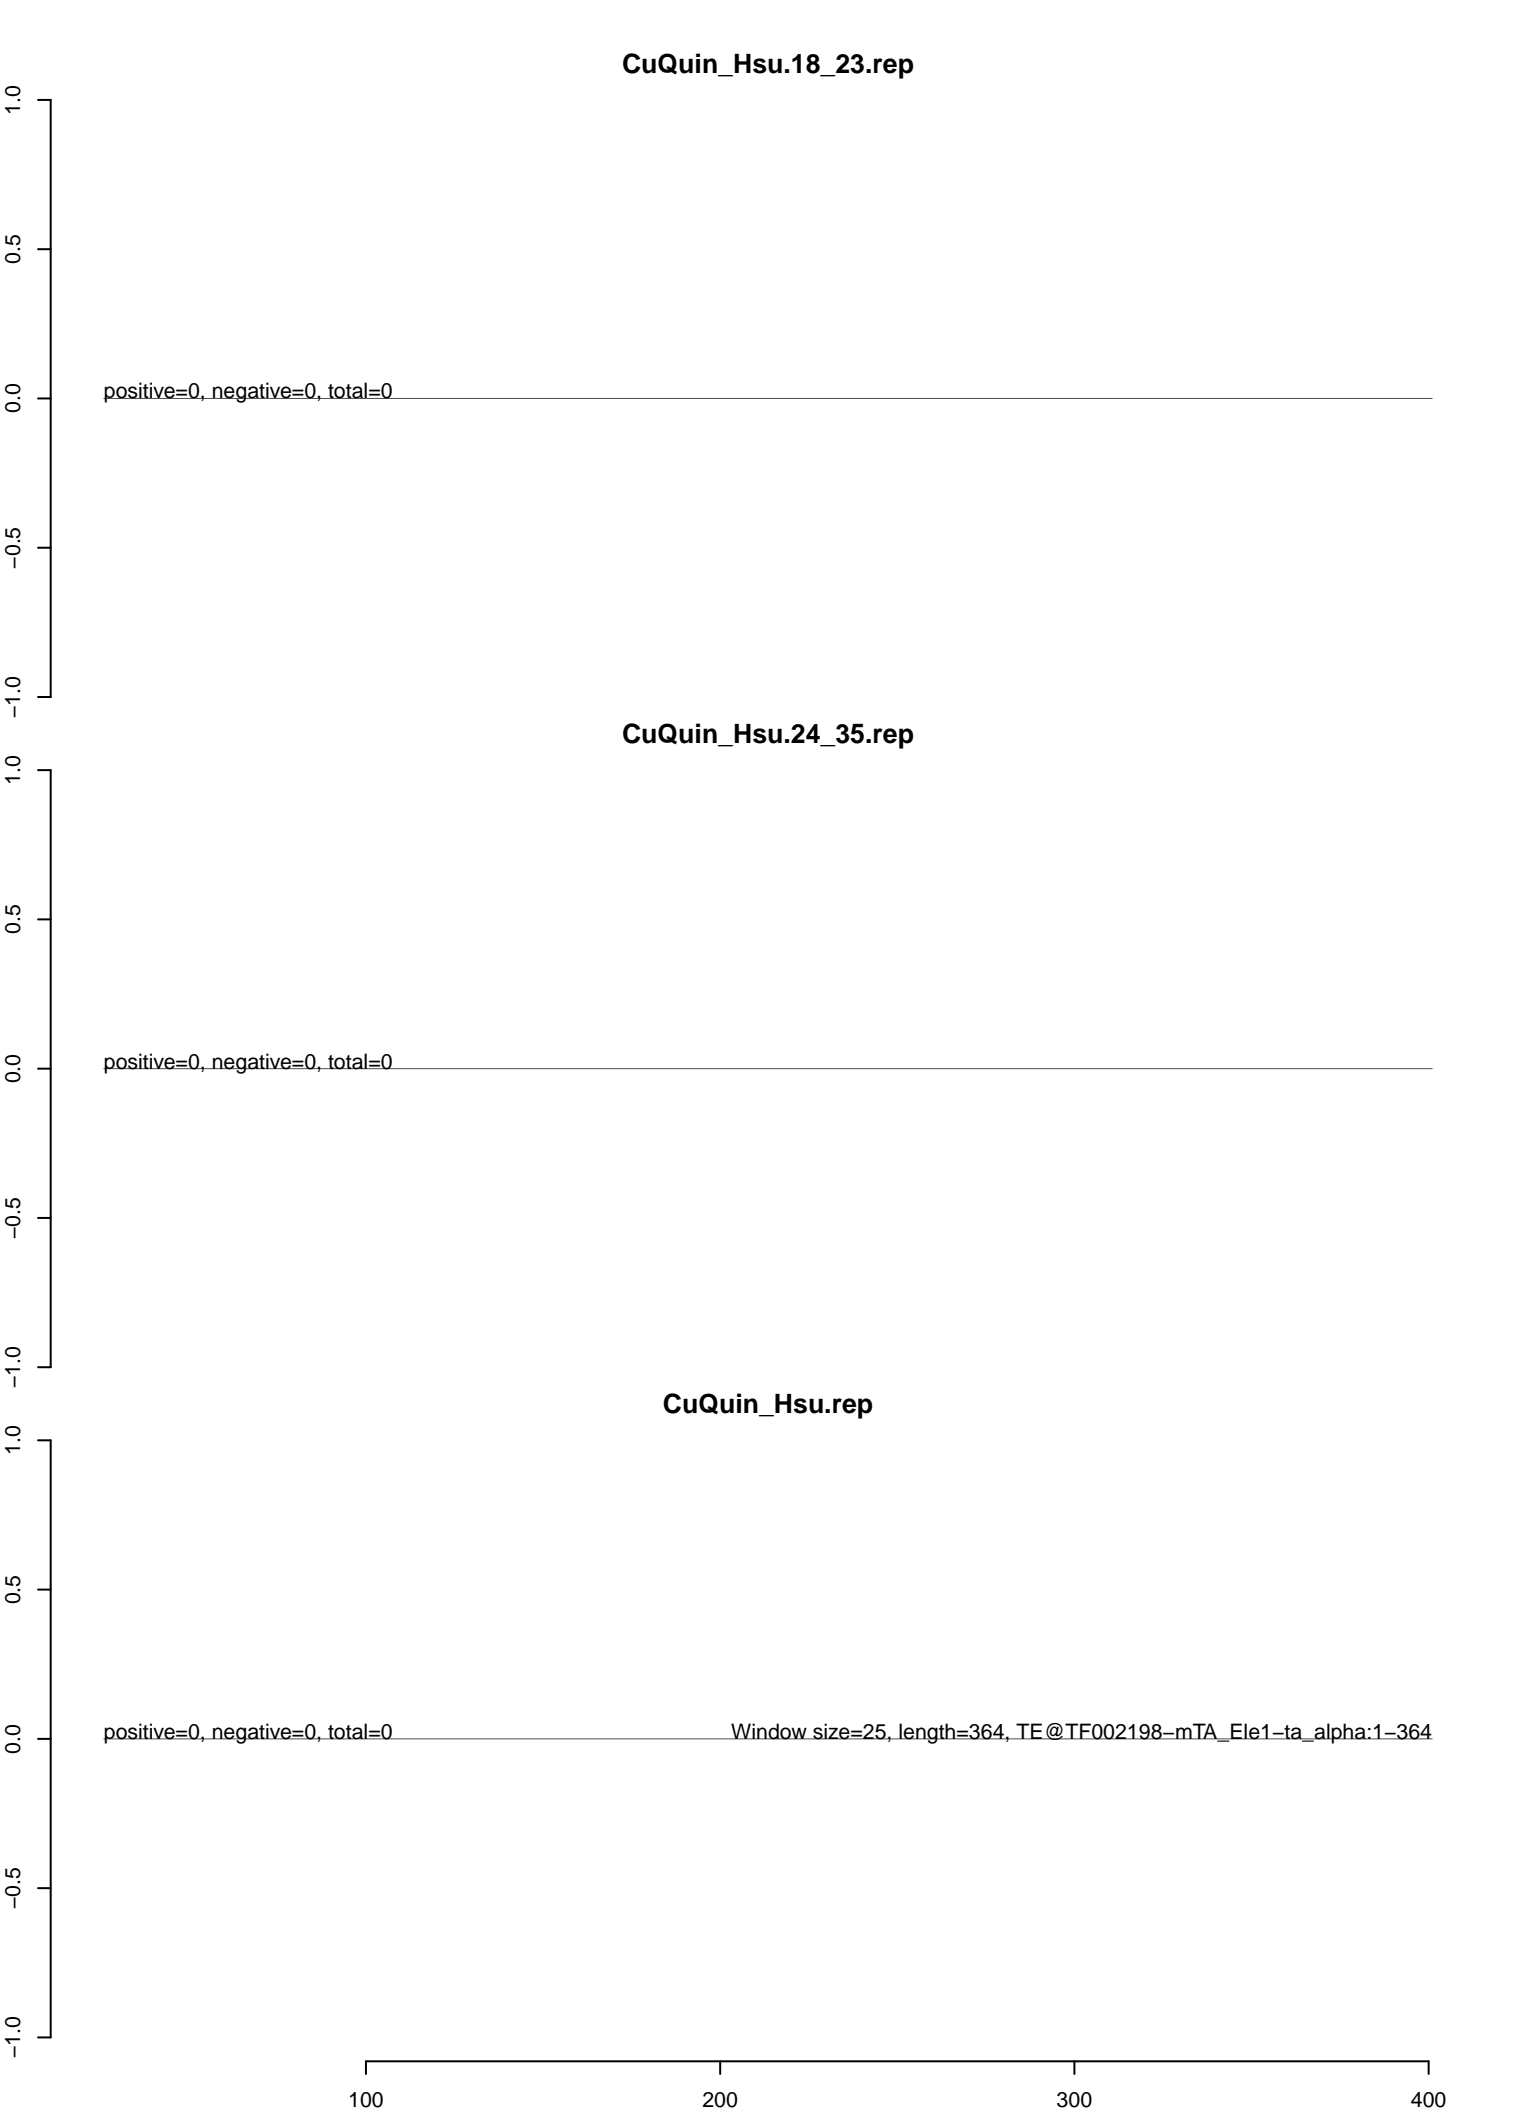 CuQuin_Hsu.18_23.rep
1.0
0.5
0.0
−0.5
−1.0
positive=0, negative=0, total=0
CuQuin_Hsu.24_35.rep
1.0
0.5
0.0
−0.5
−1.0
positive=0, negative=0, total=0
CuQuin_Hsu.rep
1.0
0.5
0.0
−0.5
−1.0
positive=0, negative=0, total=0
Window size=25, length=364, TE@TF002198−mTA_Ele1−ta_alpha:1−364
100 200 300 400